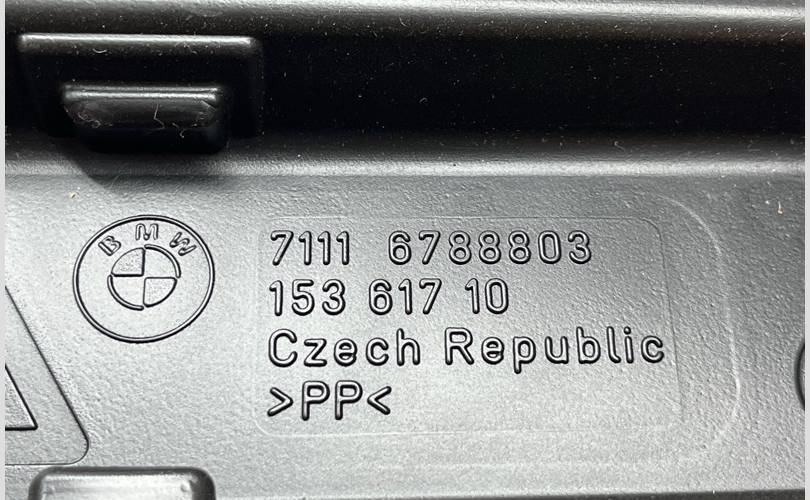 BMW
7111 6788803
153 617 10
Czech Republic
>PP<